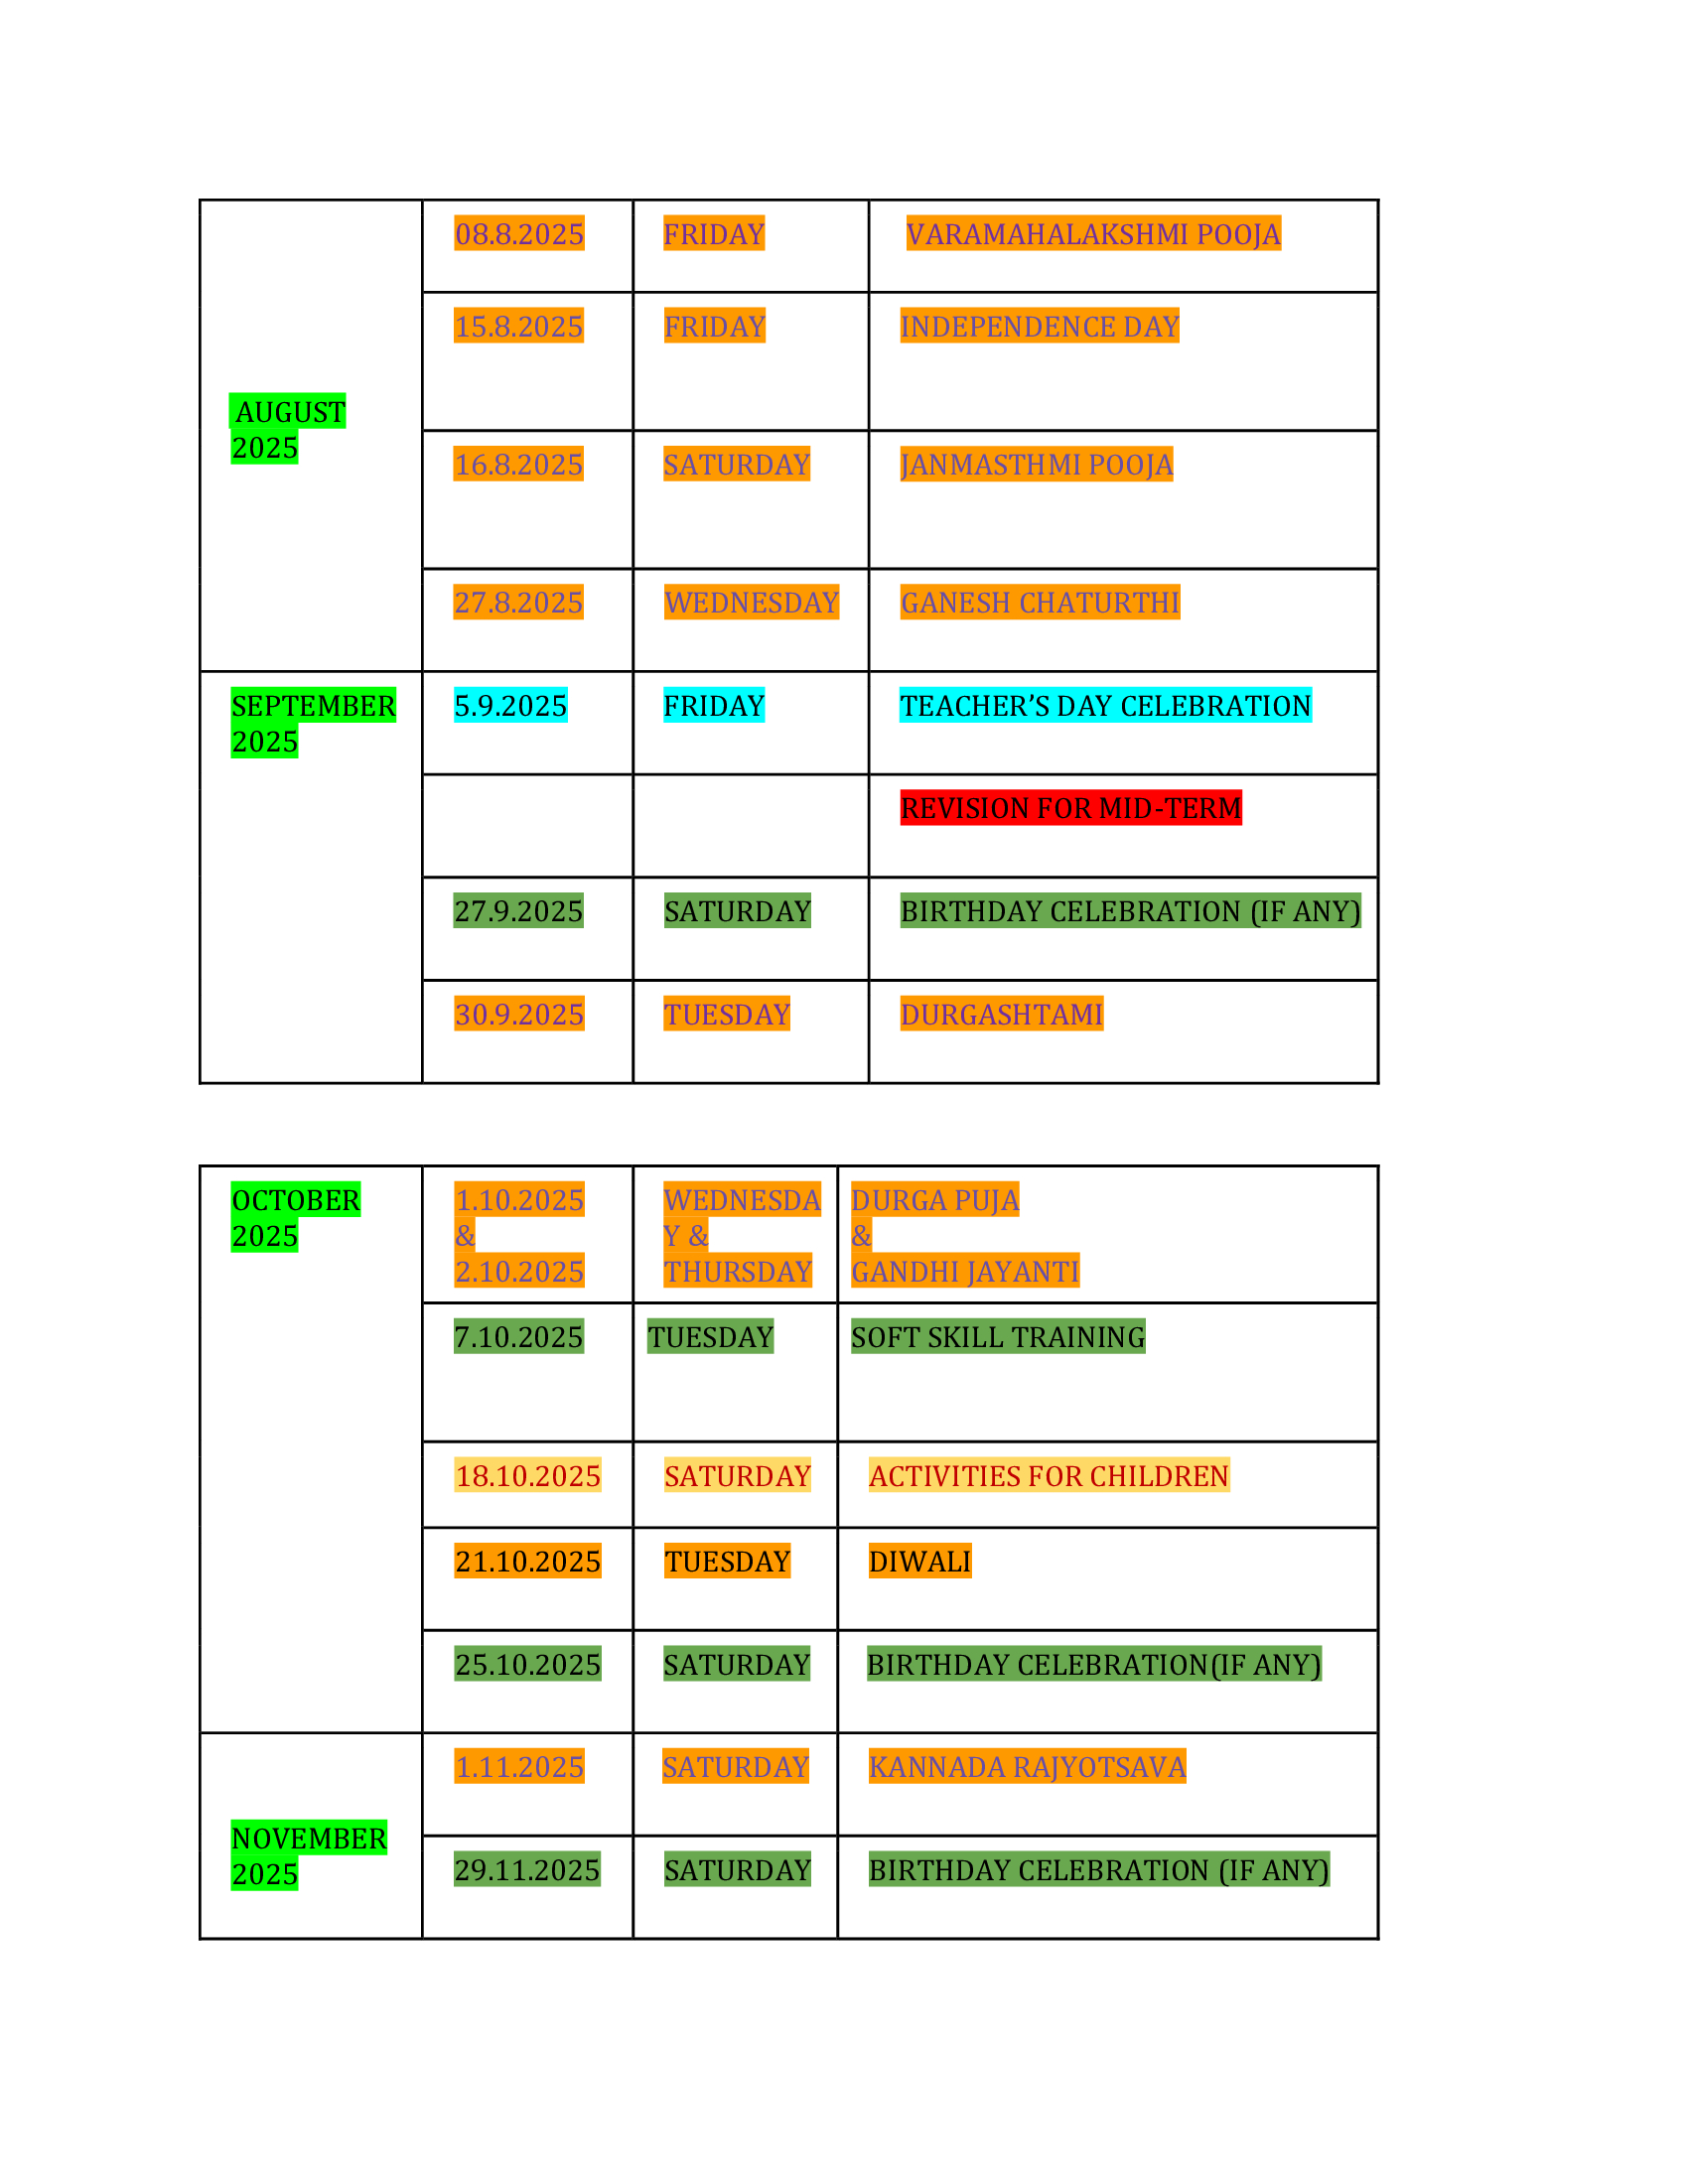 08.8.2025 FRIDAY VARAMAHALAKSHMI POOJA
15.8.2025 FRIDAY INDEPENDENCE DAY
AUGUST
2025
16.8.2025 SATURDAY JANMASTHMI POOJA
27.8.2025 WEDNESDAY GANESH CHATURTHI
SEPTEMBER 5.9.2025 FRIDAY TEACHER’S DAY CELEBRATION
2025
REVISION FOR MID-TERM
27.9.2025 SATURDAY BIRTHDAY CELEBRATION (IF ANY)
30.9.2025 TUESDAY DURGASHTAMI
OCTOBER 1.10.2025 WEDNESDA DURGA PUJA
2025 & Y & &
2.10.2025 THURSDAY GANDHI JAYANTI
7.10.2025 TUESDAY SOFT SKILL TRAINING
18.10.2025 SATURDAY ACTIVITIES FOR CHILDREN
21.10.2025 TUESDAY DIWALI
25.10.2025 SATURDAY BIRTHDAY CELEBRATION(IF ANY)
1.11.2025 SATURDAY KANNADA RAJYOTSAVA
NOVEMBER
2025
29.11.2025 SATURDAY BIRTHDAY CELEBRATION (IF ANY)